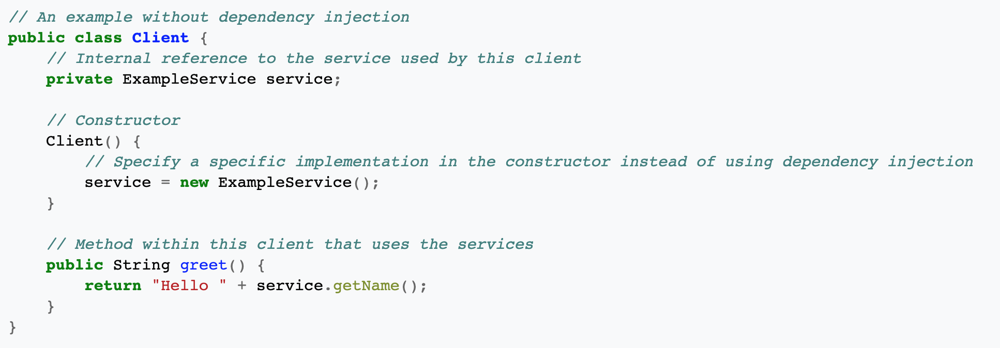 // An example without dependency injection
public class Client {
    // Internal reference to the service used by this client
    private ExampleService service;

    // Constructor
    Client() {
        // Specify a specific implementation in the constructor instead of using dependency injection
        service = new ExampleService();
    }

    // Method within this client that uses the services
    public String greet() {
        return "Hello " + service.getName();
    }
}